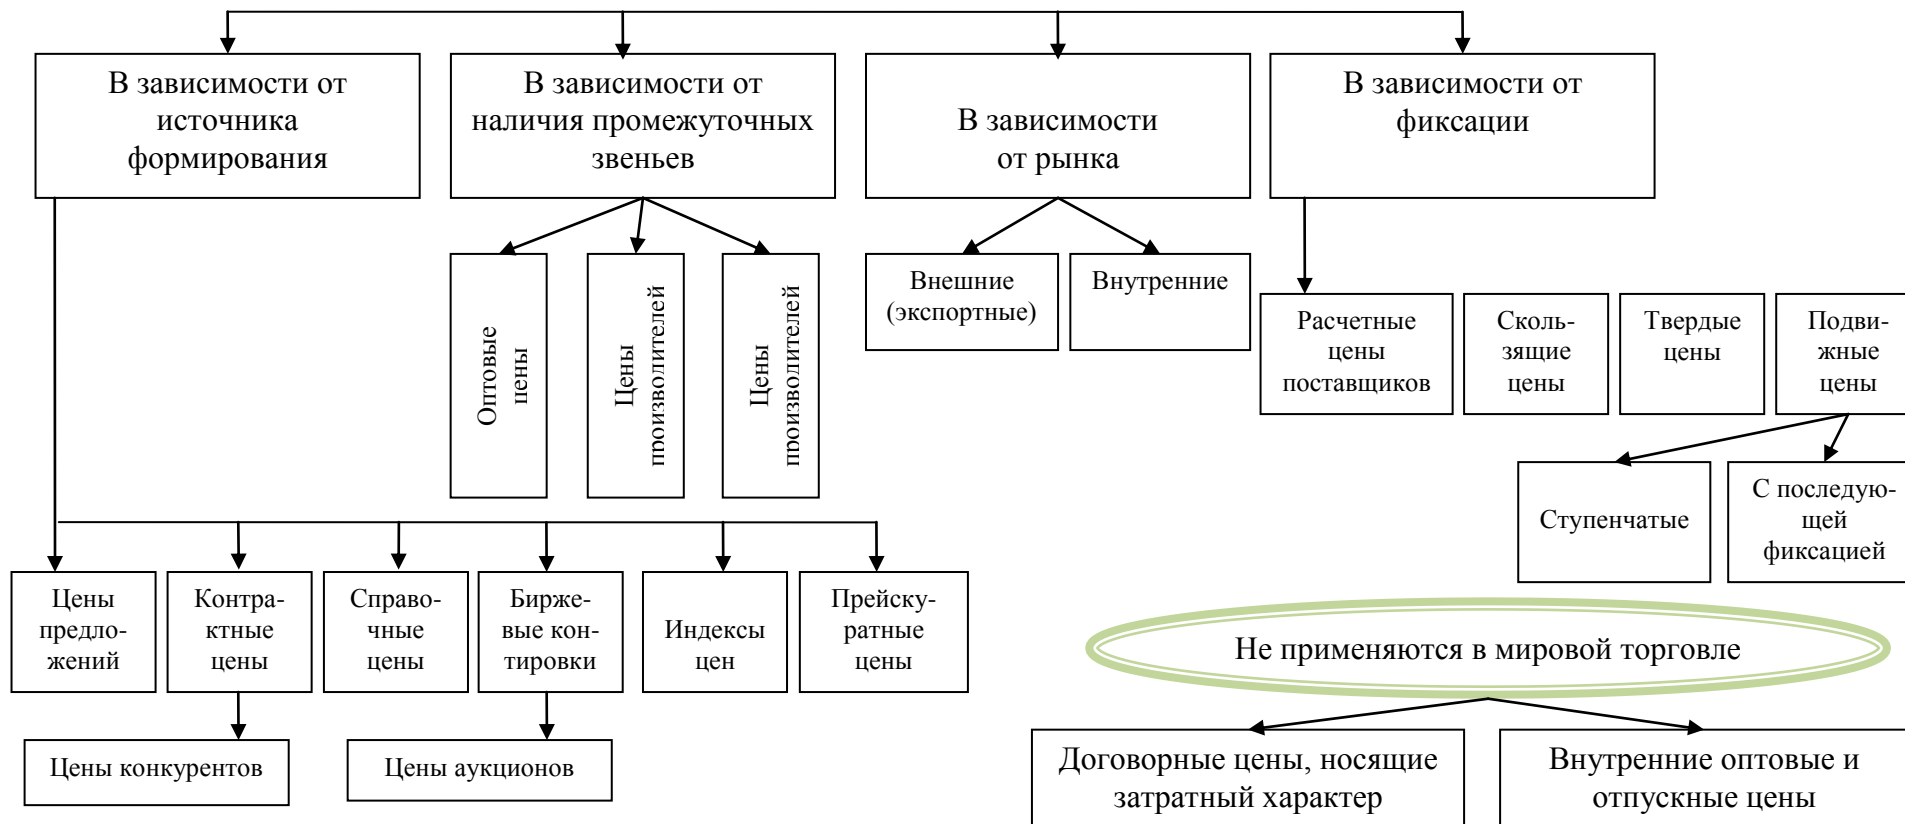 В зависимости от
источника
формирования
В зависимости от
наличия промежуточных
звеньев
В зависимости
от рынка
В зависимости от
фиксации
Оптовые
цены
Цены
производителей
Цены
производителей
Внешние
(экспортные)
Внутренние
Расчетные
цены
поставщиков
Сколь-
зящие
цены
Твердые
цены
Подви-
жные
цены
Ступенчатые
С последую-
щей
фиксацией
Цены
предло-
жений
Контра-
ктные
цены
Справо-
чные
цены
Бирже-
вые кон-
тировки
Индексы
цен
Прейску-
ратные
цены
Цены конкурентов
Цены аукционов
Не применяются в мировой торговле
Договорные цены, носящие
затратный характер
Внутренние оптовые и
отпускные цены